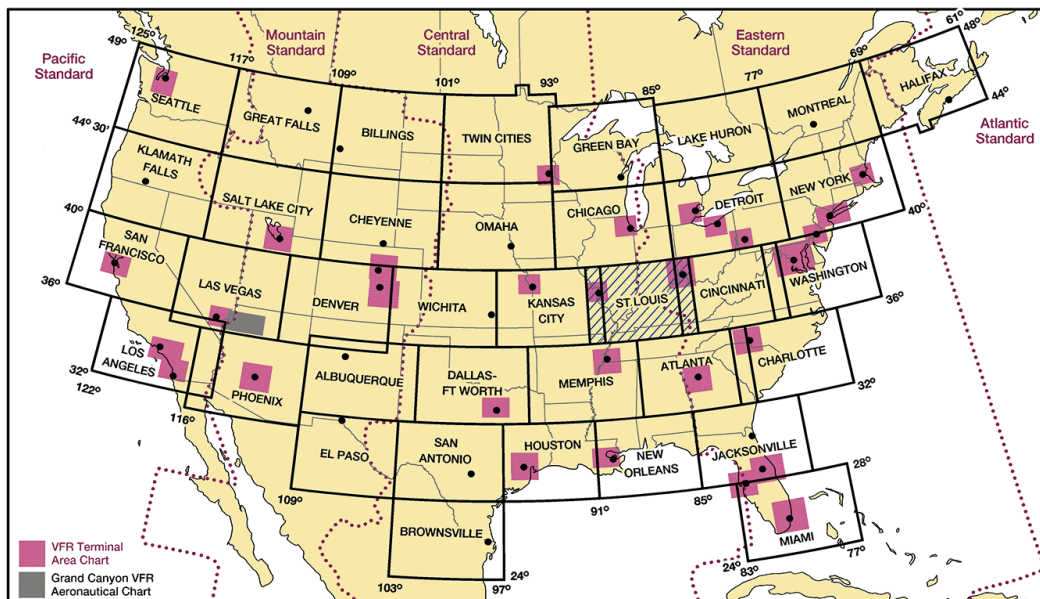 61°
48°
125°
49°
Pacific
Standard
Mountain
Standard
Central
Standard
Eastern
Standard
69°
117°
109°
101°
93°
85°
77°
HALIFAX
44°
Atlantic
Standard
SEATTLE
GREAT FALLS
BILLINGS
TWIN CITIES
GREEN BAY
LAKE HURON
MONTREAL
44° 30'
KLAMATH
FALLS
SALT LAKE CITY
CHEYENNE
OMAHA
CHICAGO
DETROIT
NEW YORK
40°
40°
SAN
FRANCISCO
LAS VEGAS
DENVER
WICHITA
KANSAS
CITY
ST. LOUIS
CINCINNATI
WASHINGTON
36°
36°
LOS
ANGELES
PHOENIX
ALBUQUERQUE
DALLAS-
FT WORTH
MEMPHIS
ATLANTA
CHARLOTTE
32°
122°
32°
116°
EL PASO
SAN
ANTONIO
HOUSTON
NEW
ORLEANS
JACKSONVILLE
28°
109°
91°
85°
BROWNSVILLE
MIAMI
77°
24°
83°
103°
97°
24°
VFR Terminal
Area Chart
Grand Canyon VFR
Aeronautical Chart